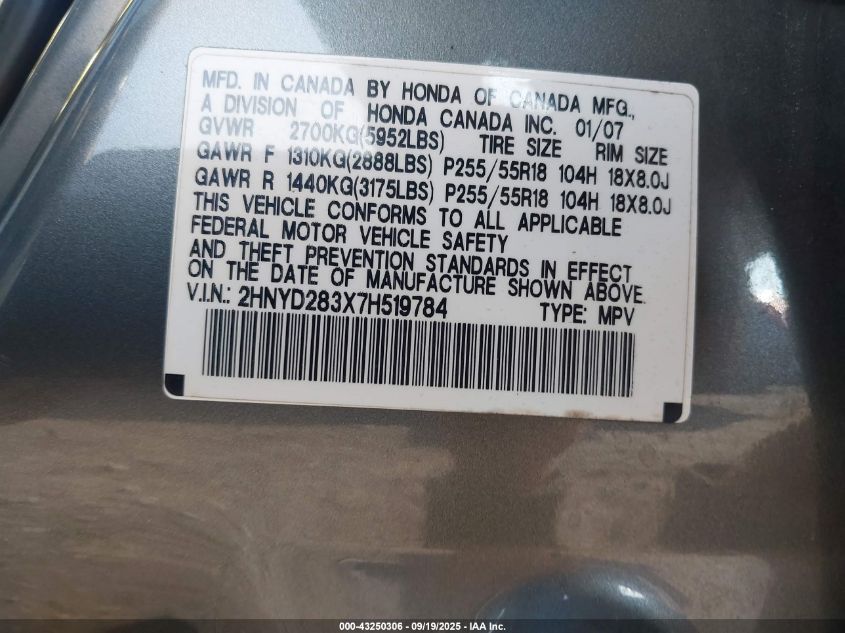 MFD. IN CANADA BY HONDA OF CANADA MFG.,
A DIVISION OF HONDA CANADA INC. 01/07
GVWR 2700KG(5952LBS) TIRE SIZE RIM SIZE
GAWR F 1310KG(2888LBS) P255/55R18 104H 18X8.0J
GAWR R 1440KG(3175LBS) P255/55R18 104H 18X8.0J
THIS VEHICLE CONFORMS TO ALL APPLICABLE
FEDERAL MOTOR VEHICLE SAFETY
AND THEFT PREVENTION STANDARDS IN EFFECT
ON THE DATE OF MANUFACTURE SHOWN ABOVE.
V.I.N.: 2HNYD283X7H519784 TYPE: MPV
000-43250306 - 09/19/2025 - IAA Inc.